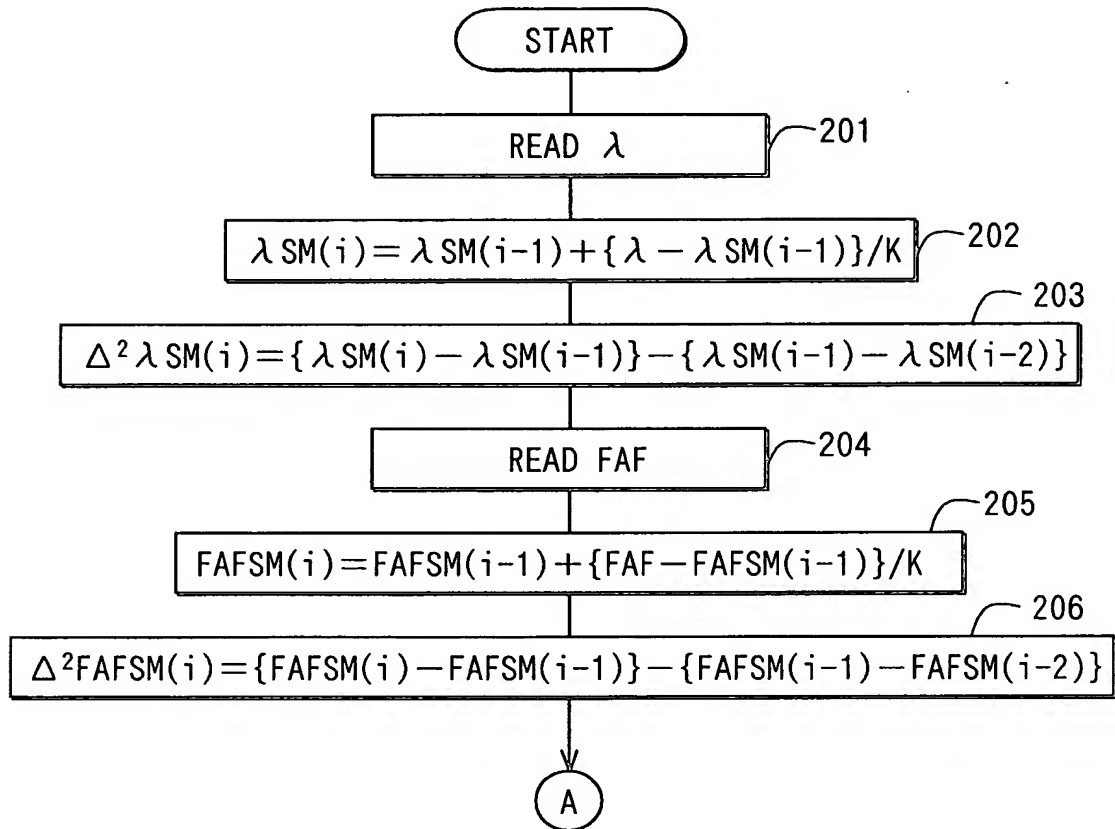 START
READ λ
201
λSM(i)=λSM(i-1)+{λ-λSM(i-1)}/K
202
203
Δ²λSM(i)={λSM(i)-λSM(i-1)}-{λSM(i-1)-λSM(i-2)}
READ FAF
204
205
FAFSM(i)=FAFSM(i-1)+{FAF-FAFSM(i-1)}/K
206
Δ²FAFSM(i)={FAFSM(i)-FAFSM(i-1)}-{FAFSM(i-1)-FAFSM(i-2)}
A